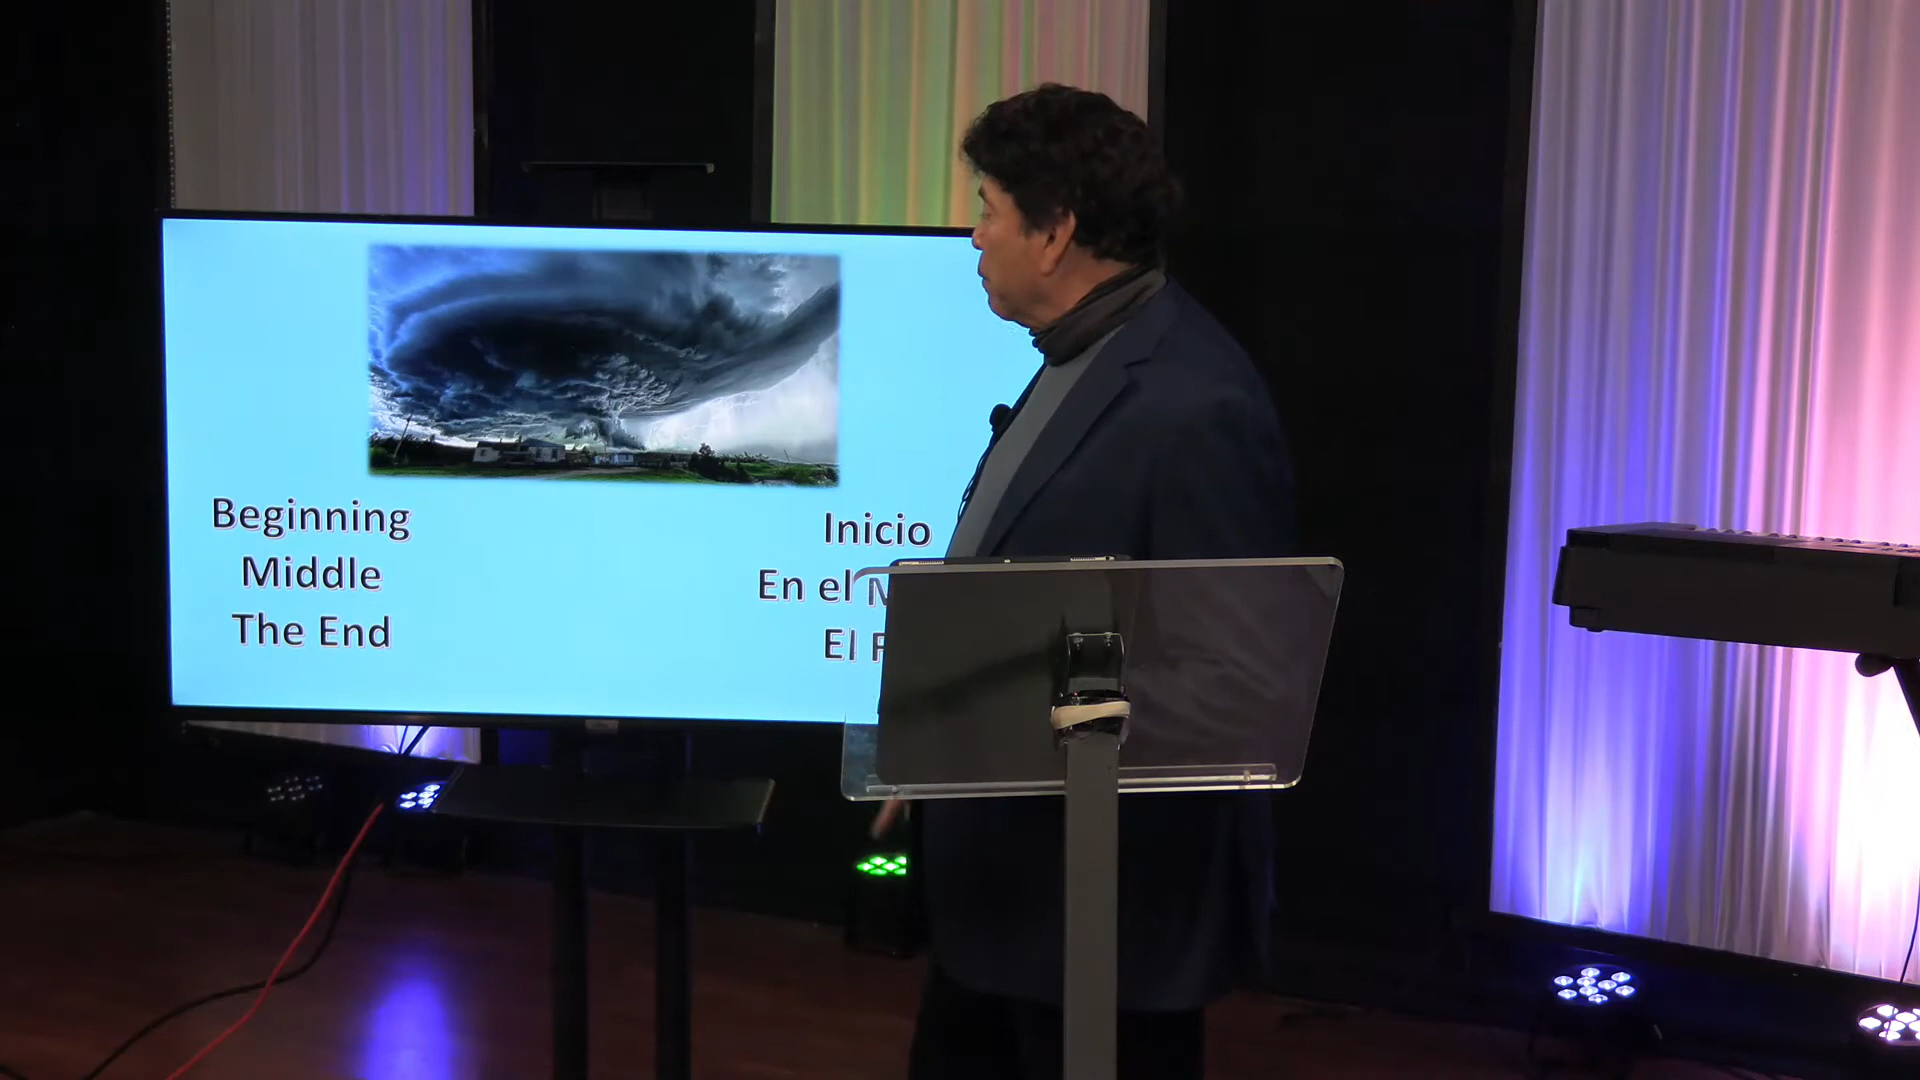 Beginning
Middle
The End
Inicio
En el
El